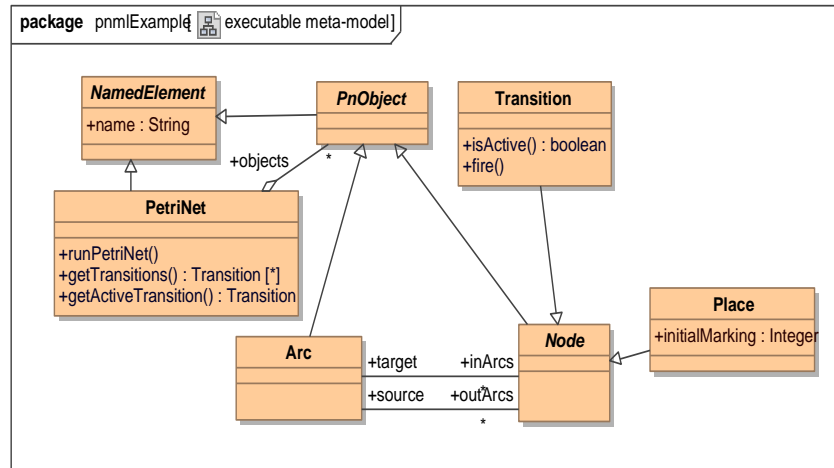 package pnmlExample[ executable meta-model]
NamedElement
+name : String
PnObject
Transition
+isActive() : boolean
+fire()
+objects
*
PetriNet
+runPetriNet()
+getTransitions() : Transition [*]
+getActiveTransition() : Transition
Place
+initialMarking : Integer
Arc
Node
+target
+inArcs
*
+source
+outArcs
*